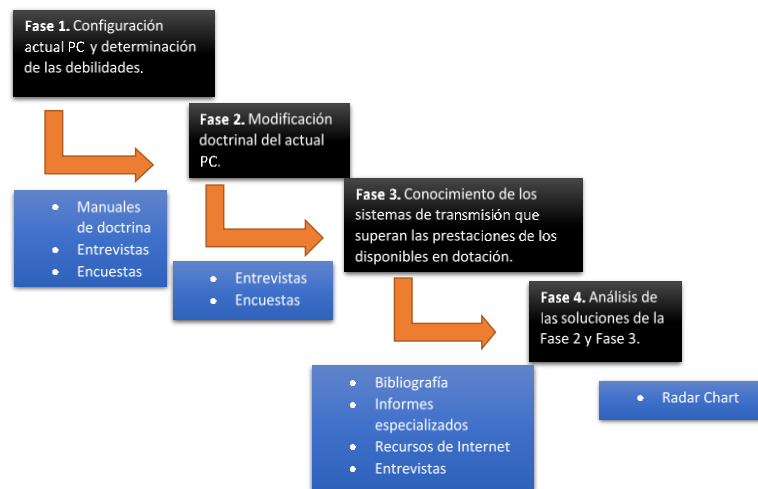 Fase 1. Configuración
actual PC y determinación
de las debilidades.
Fase 2. Modificación
doctrinal del actual
PC.
• Manuales
de doctrina
• Entrevistas
• Encuestas
Fase 3. Conocimiento de los
sistemas de transmisión que
superan las prestaciones de los
disponibles en dotación.
• Entrevistas
• Encuestas
Fase 4. Análisis de
las soluciones de la
Fase 2 y Fase 3.
• Bibliografía
• Informes
especializados
• Recursos de Internet
• Entrevistas
• Radar Chart